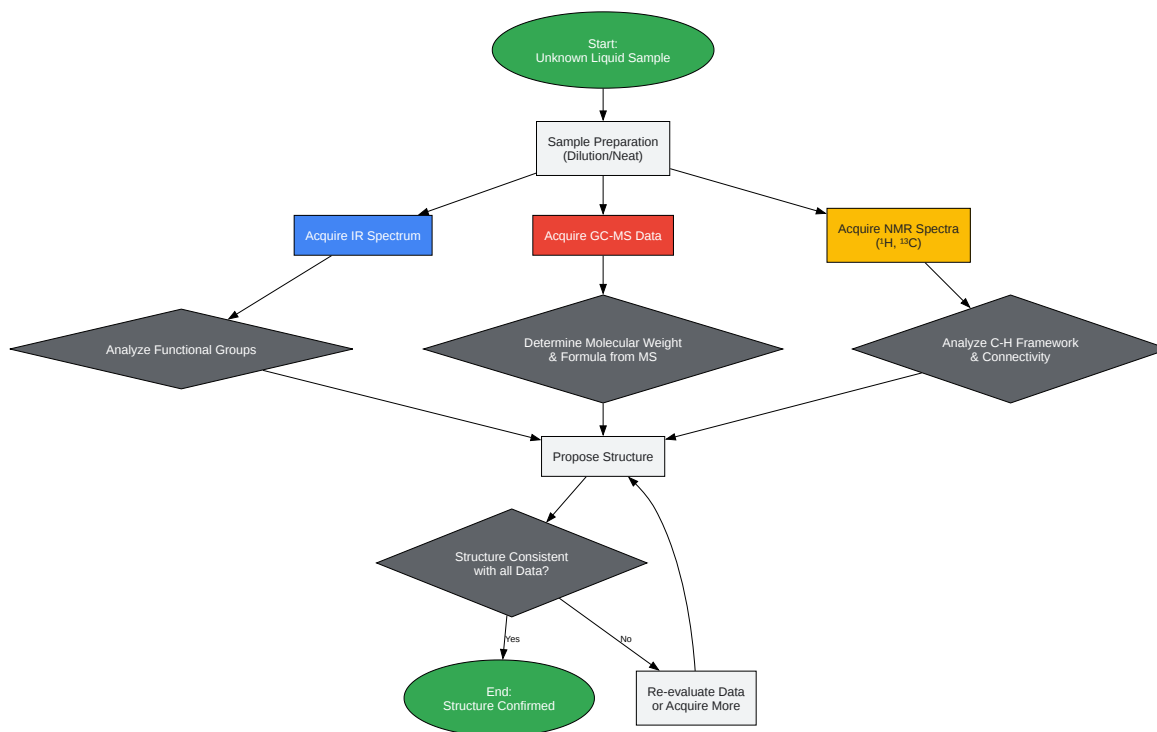 Start:
Unknown Liquid Sample
Sample Preparation
(Dilution/Neat)
Acquire IR Spectrum
Acquire GC-MS Data
Acquire NMR Spectra
(¹H, ¹³C)
Analyze Functional Groups
Determine Molecular Weight
& Formula from MS
Analyze C-H Framework
& Connectivity
Propose Structure
Structure Consistent
with all Data?
Yes
No
End:
Structure Confirmed
Re-evaluate Data
or Acquire More